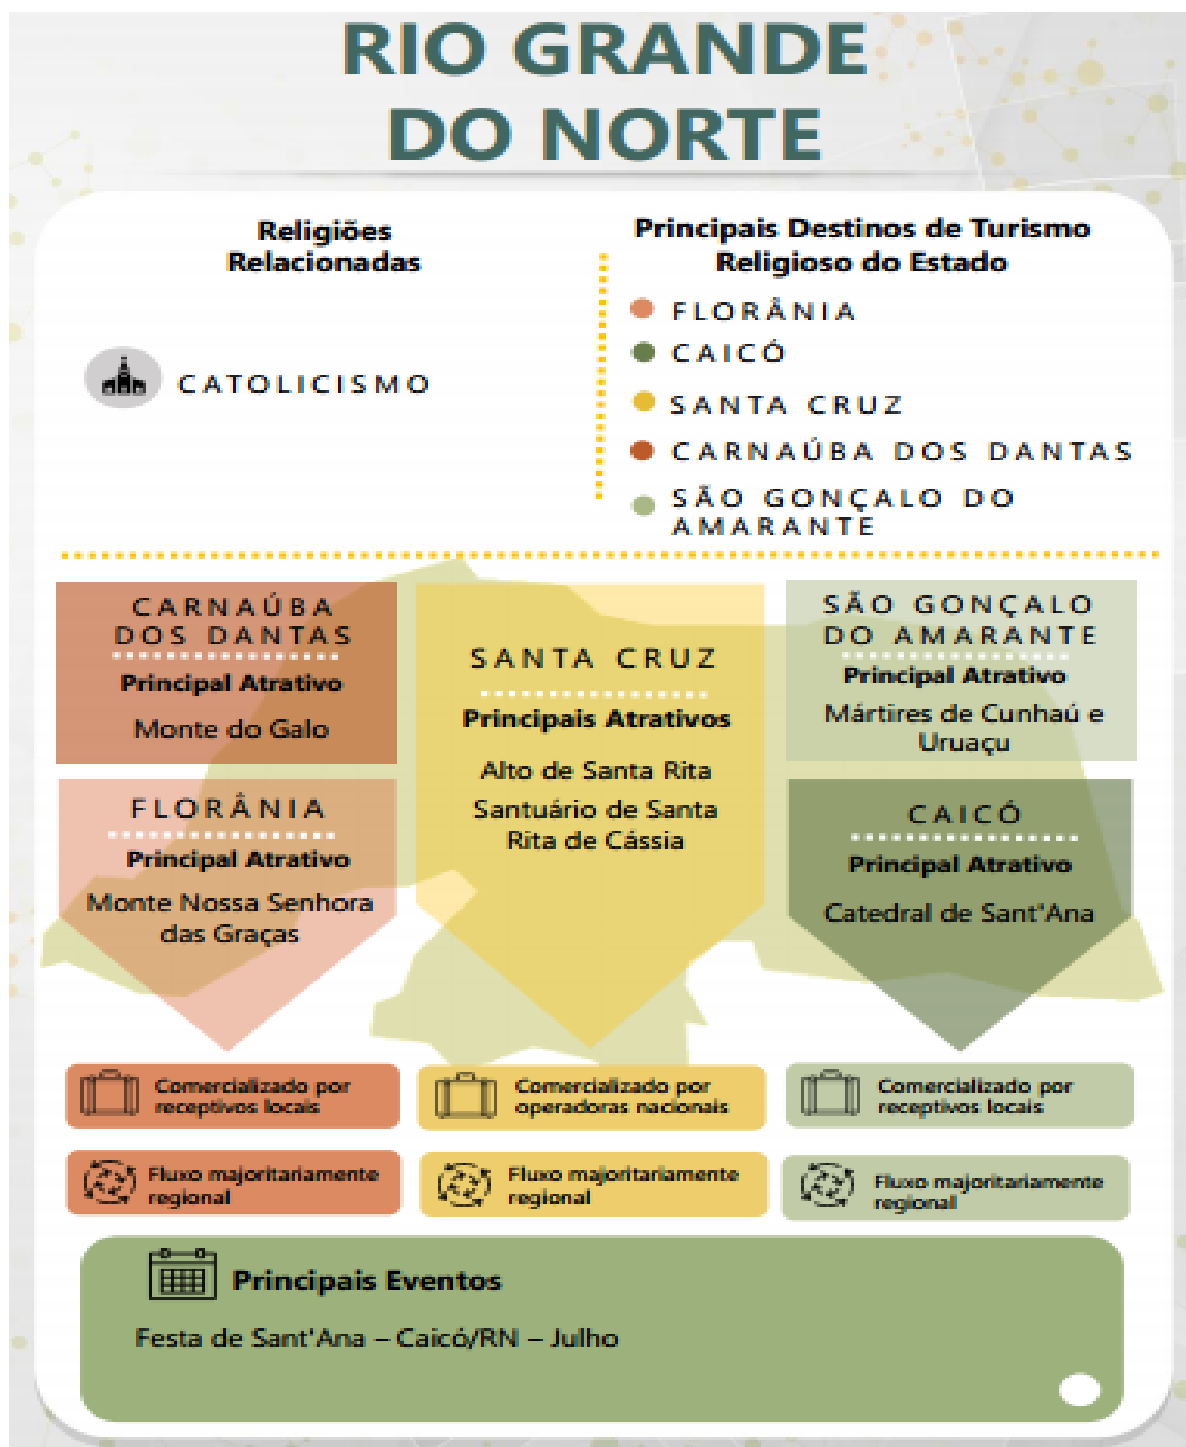 RIO GRANDE
DO NORTE
Religiões
Relacionadas
CATOLICISMO
Principais Destinos de Turismo
Religioso do Estado
FLORÂNIA
CAICÓ
SANTA CRUZ
CARNAÚBA DOS DANTAS
SÃO GONÇALO DO
AMARANTE
CARNAÚBA
DOS DANTAS
Principal Atrativo
Monte do Galo
FLORÂNIA
Principal Atrativo
Monte Nossa Senhora
das Graças
SANTA CRUZ
Principais Atrativos
Alto de Santa Rita
Santuário de Santa
Rita de Cássia
SÃO GONÇALO
DO AMARANTE
Principal Atrativo
Mártires de Cunhaú e
Uruaçu
CAICÓ
Principal Atrativo
Catedral de Sant'Ana
Comercializado por
receptivos locais
Comercializado por
operadoras nacionais
Comercializado por
receptivos locais
Fluxo majoritariamente
regional
Fluxo majoritariamente
regional
Fluxo majoritariamente
regional
Principais Eventos
Festa de Sant'Ana – Caicó/RN – Julho